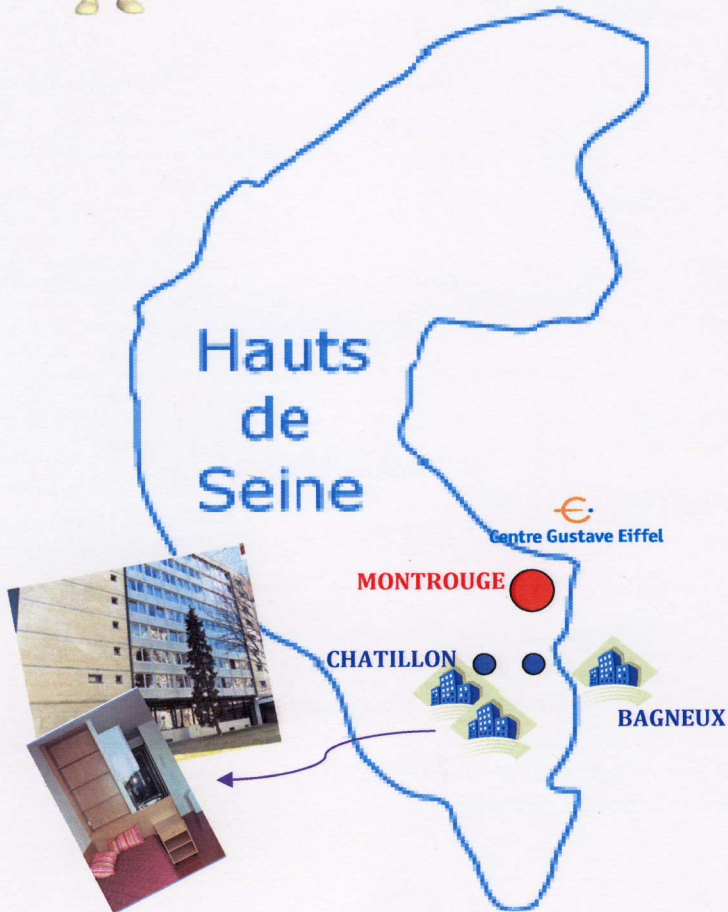 Hauts
de
Seine
Centre Gustave Eiffel
MONTROUGE
CHATILLON
BAGNEUX